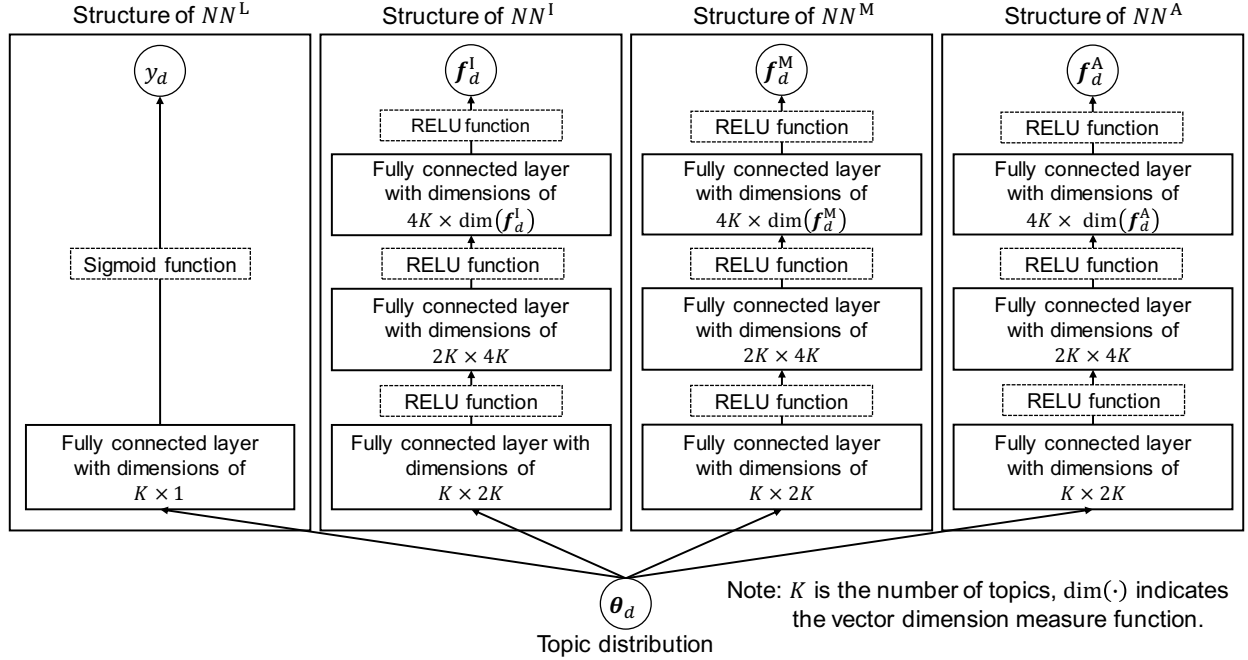 Structure of NN^L
y_d
Sigmoid function
Fully connected layer
with dimensions of
K × 1
Structure of NN^I
f_d^I
RELU function
Fully connected layer
with dimensions of
4K × dim(f_d^I)
RELU function
Fully connected layer
with dimensions of
2K × 4K
RELU function
Fully connected layer with
dimensions of
K × 2K
Structure of NN^M
f_d^M
RELU function
Fully connected layer
with dimensions of
4K × dim(f_d^M)
RELU function
Fully connected layer
with dimensions of
2K × 4K
RELU function
Fully connected layer
with dimensions of
K × 2K
Structure of NN^A
f_d^A
RELU function
Fully connected layer
with dimensions of
4K × dim(f_d^A)
RELU function
Fully connected layer
with dimensions of
2K × 4K
RELU function
Fully connected layer
with dimensions of
K × 2K
θ_d
Topic distribution
Note: K is the number of topics, dim(·) indicates
the vector dimension measure function.